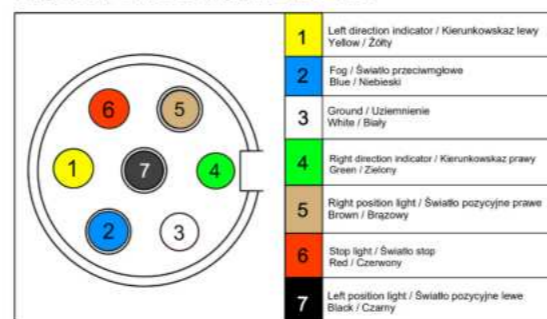 6
5
1
7
4
2
3
1
Left direction indicator / Kierunkowskaz lewy
Yellow / Żółty
2
Fog / Światło przeciwmgłowe
Blue / Niebieski
3
Ground / Uziemnienie
White / Biały
4
Right direction indicator / Kierunkowskaz prawy
Green / Zielony
5
Right position light / Światło pozycyjne prawe
Brown / Brązowy
6
Stop light / Światło stop
Red / Czerwony
7
Left position light / Światło pozycyjne lewe
Black / Czarny